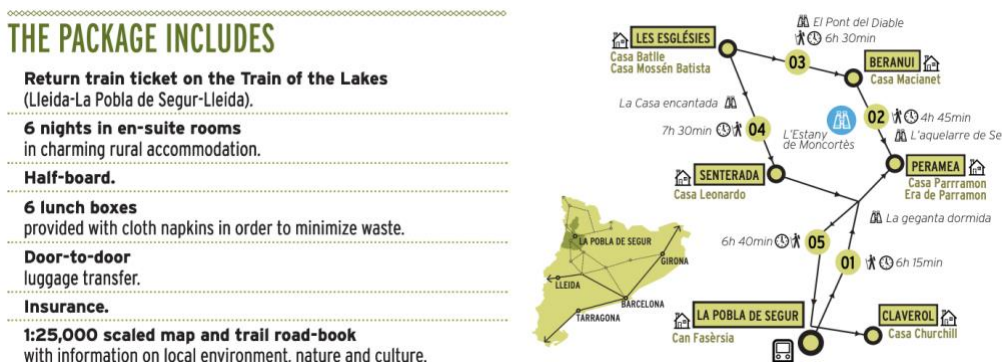 THE PACKAGE INCLUDES
Return train ticket on the Train of the Lakes
(Lleida-La Pobla de Segur-Lleida).
6 nights in en-suite rooms
in charming rural accommodation.
Half-board.
6 lunch boxes
provided with cloth napkins in order to minimize waste.
Door-to-door
luggage transfer.
Insurance.
1:25,000 scaled map and trail road-book
with information on local environment, nature and culture.
El Pont del Diable
6h 30min
LES ESGLÉSIES
Casa Batlle
Casa Mossén Batista
03
BERANUI
Casa Macianet
La Casa encantada
7h 30min
04
L'Estany
de Moncortès
02
4h 45min
L'aquelarre de Se
SENTERADA
Casa Leonardo
PERAMEA
Casa Parrramon
Era de Parramon
La geganta dormida
6h 40min
05
01
6h 15min
LA POBLA DE SEGUR
Can Fasèrsia
CLAVEROL
Casa Churchill
LA POBLA DE SEGUR
GIRONA
LLEIDA
BARCELONA
TARRAGONA